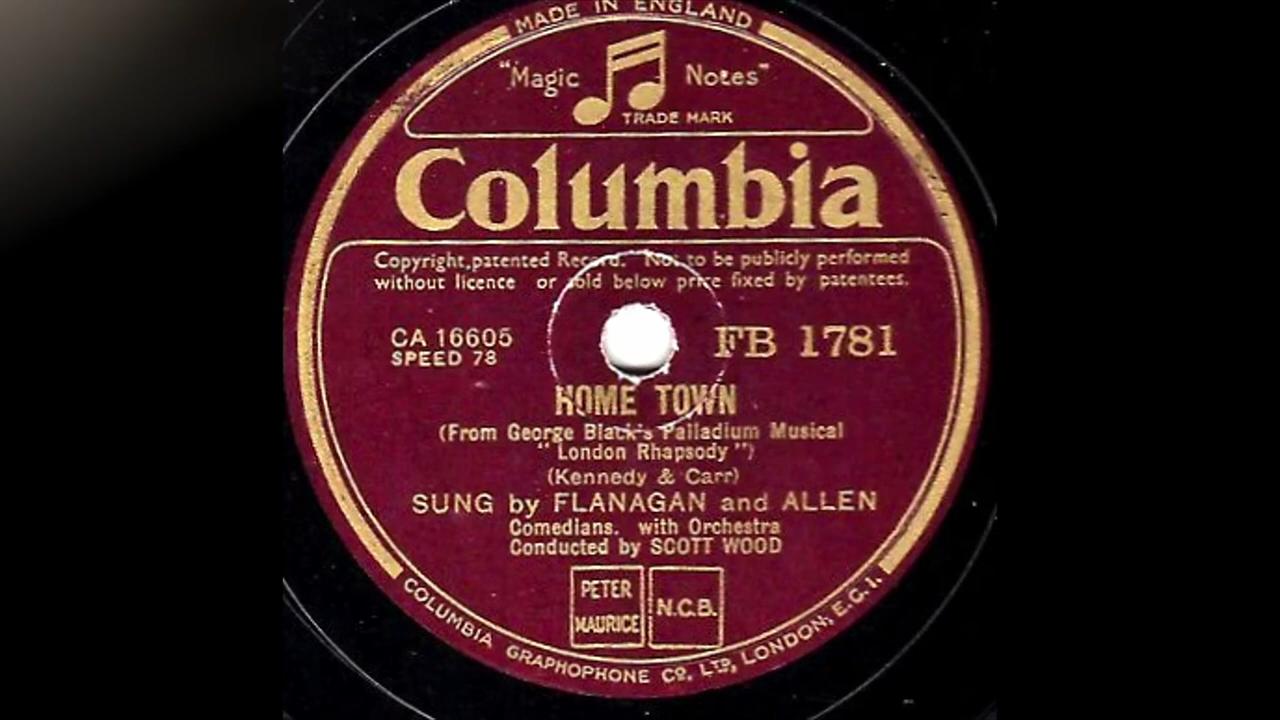 MADE IN ENGLAND
"Magic Notes"
TRADE MARK
Columbia
Copyright, patented Record. Not to be publicly performed
without licence or sold below price fixed by patentees.
CA 16605
SPEED 78
FB 1781
HOME TOWN
(From George Black's Palladium Musical
"London Rhapsody")
(Kennedy & Carr)
SUNG by FLANAGAN and ALLEN
Comedians. with Orchestra
Conducted by SCOTT WOOD
PETER
MAURICE
N.C.B.
COLUMBIA GRAPHOPHONE CO. LTD, LONDON, E.C.1.